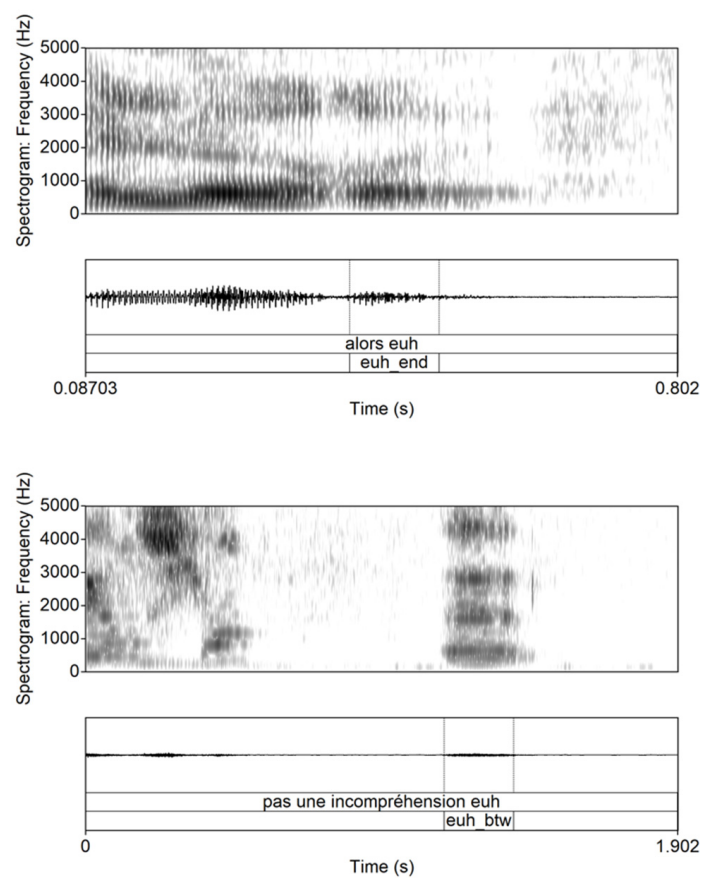 Spectrogram: Frequency (Hz)
5000
4000
3000
2000
1000
0
alors euh
euh_end
0.08703 0.802
Time (s)
Spectrogram: Frequency (Hz)
5000
4000
3000
2000
1000
0
pas une incompréhension euh
euh_btw
0 1.902
Time (s)